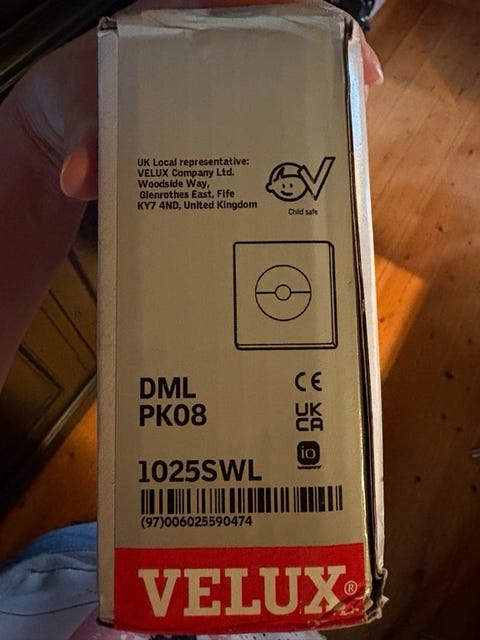 UK Local representative:
VELUX Company Ltd.
Woodside Way,
Glenrothes East, Fife
KY7 4ND, United Kingdom
Child safe
DML
PK08
CE
UK
CA
io
1025SWL
(97)006025590474
VELUX®